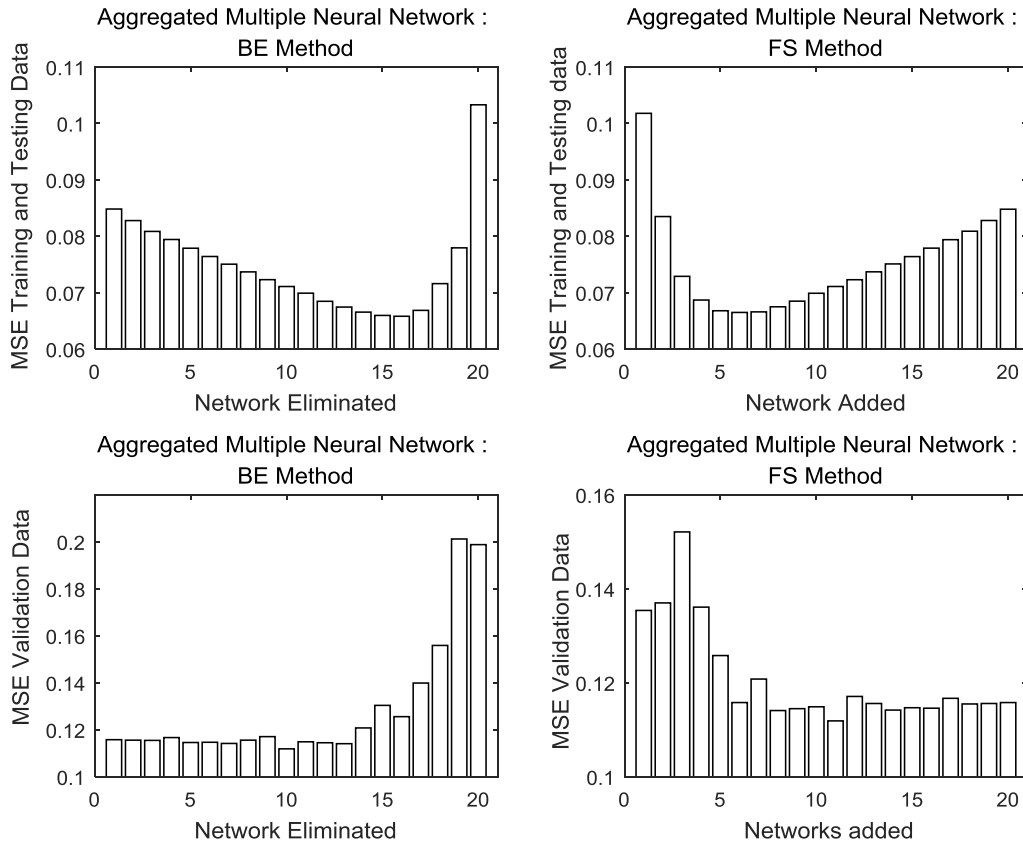 Aggregated Multiple Neural Network :
BE Method
MSE Training and Testing Data
0.11
0.1
0.09
0.08
0.07
0.06
0
5
10
15
20
Network Eliminated
Aggregated Multiple Neural Network :
FS Method
MSE Training and Testing data
0.11
0.1
0.09
0.08
0.07
0.06
0
5
10
15
20
Network Added
Aggregated Multiple Neural Network :
BE Method
MSE Validation Data
0.2
0.18
0.16
0.14
0.12
0.1
0
5
10
15
20
Network Eliminated
Aggregated Multiple Neural Network :
FS Method
MSE Validation Data
0.16
0.14
0.12
0.1
0
5
10
15
20
Networks added